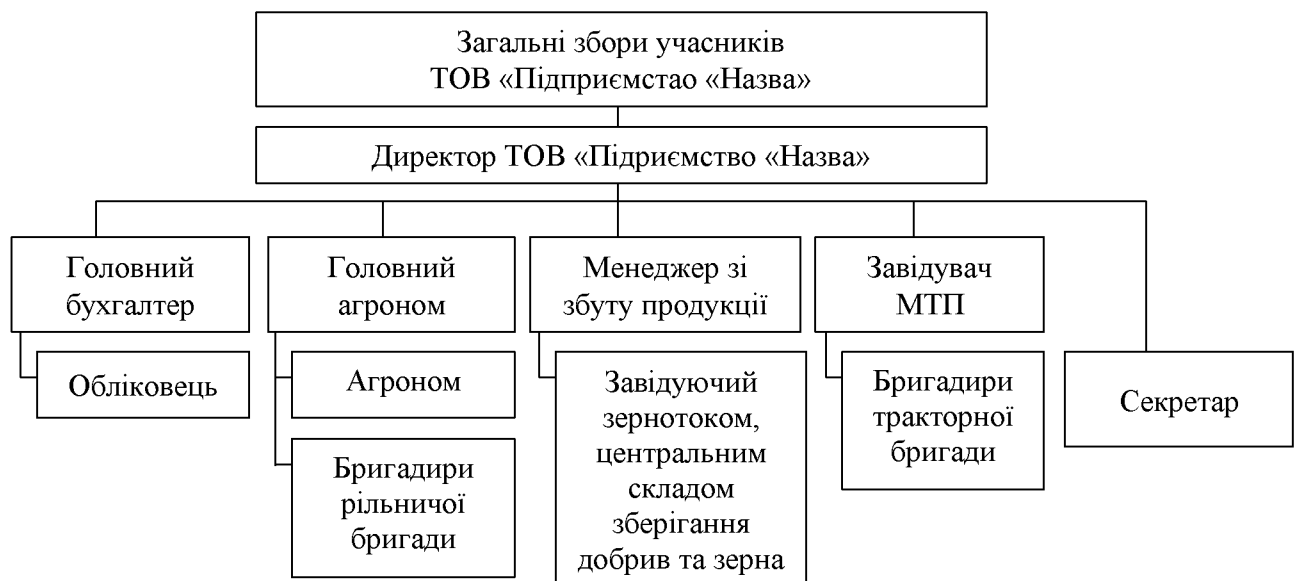 Загальні збори учасників
ТОВ «Підприємстао «Назва»
Директор ТОВ «Підриємство «Назва»
Головний
бухгалтер
Обліковець
Головний
агроном
Агроном
Бригадири
рільничої
бригади
Менеджер зі
збуту продукції
Завідуючий
зернотоком,
центральним
складом
зберігання
добрив та зерна
Завідувач
МТП
Бригадири
тракторної
бригади
Секретар